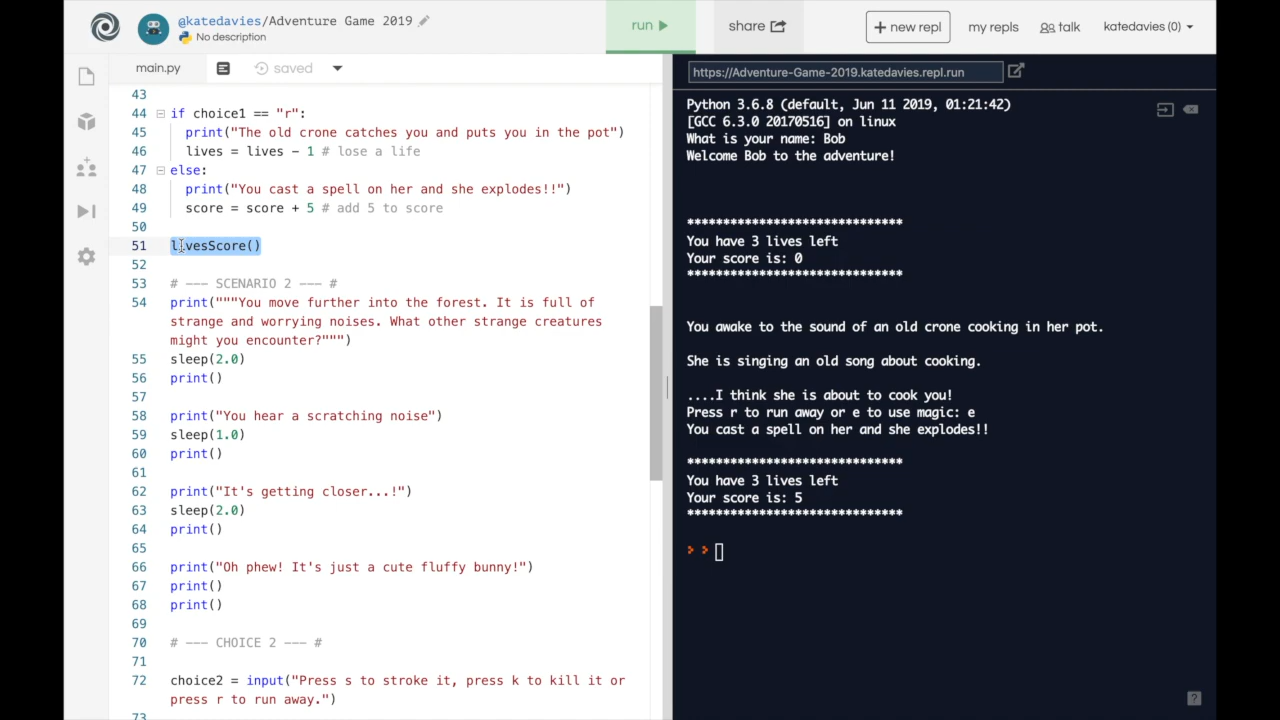 @katedavies/Adventure Game 2019
No description
run
share
+ new repl
my repls
talk
katedavies (0)
main.py
saved
43
44 if choice1 == "r":
45 print("The old crone catches you and puts you in the pot")
46 lives = lives - 1 # lose a life
47 else:
48 print("You cast a spell on her and she explodes!!")
49 score = score + 5 # add 5 to score
50
51 livesScore()
52
53 # --- SCENARIO 2 --- #
54 print("""You move further into the forest. It is full of
strange and worrying noises. What other strange creatures
might you encounter?""")
55 sleep(2.0)
56 print()
57
58 print("You hear a scratching noise")
59 sleep(1.0)
60 print()
61
62 print("It's getting closer...!")
63 sleep(2.0)
64 print()
65
66 print("Oh phew! It's just a cute fluffy bunny!")
67 print()
68 print()
69
70 # --- CHOICE 2 --- #
71
72 choice2 = input("Press s to stroke it, press k to kill it or
press r to run away.")
73
https://Adventure-Game-2019.katedavies.repl.run
Python 3.6.8 (default, Jun 11 2019, 01:21:42)
[GCC 6.3.0 20170516] on linux
What is your name: Bob
Welcome Bob to the adventure!
******************************
You have 3 lives left
Your score is: 0
******************************
You awake to the sound of an old crone cooking in her pot.
She is singing an old song about cooking.
....I think she is about to cook you!
Press r to run away or e to use magic: e
You cast a spell on her and she explodes!!
******************************
You have 3 lives left
Your score is: 5
******************************
?